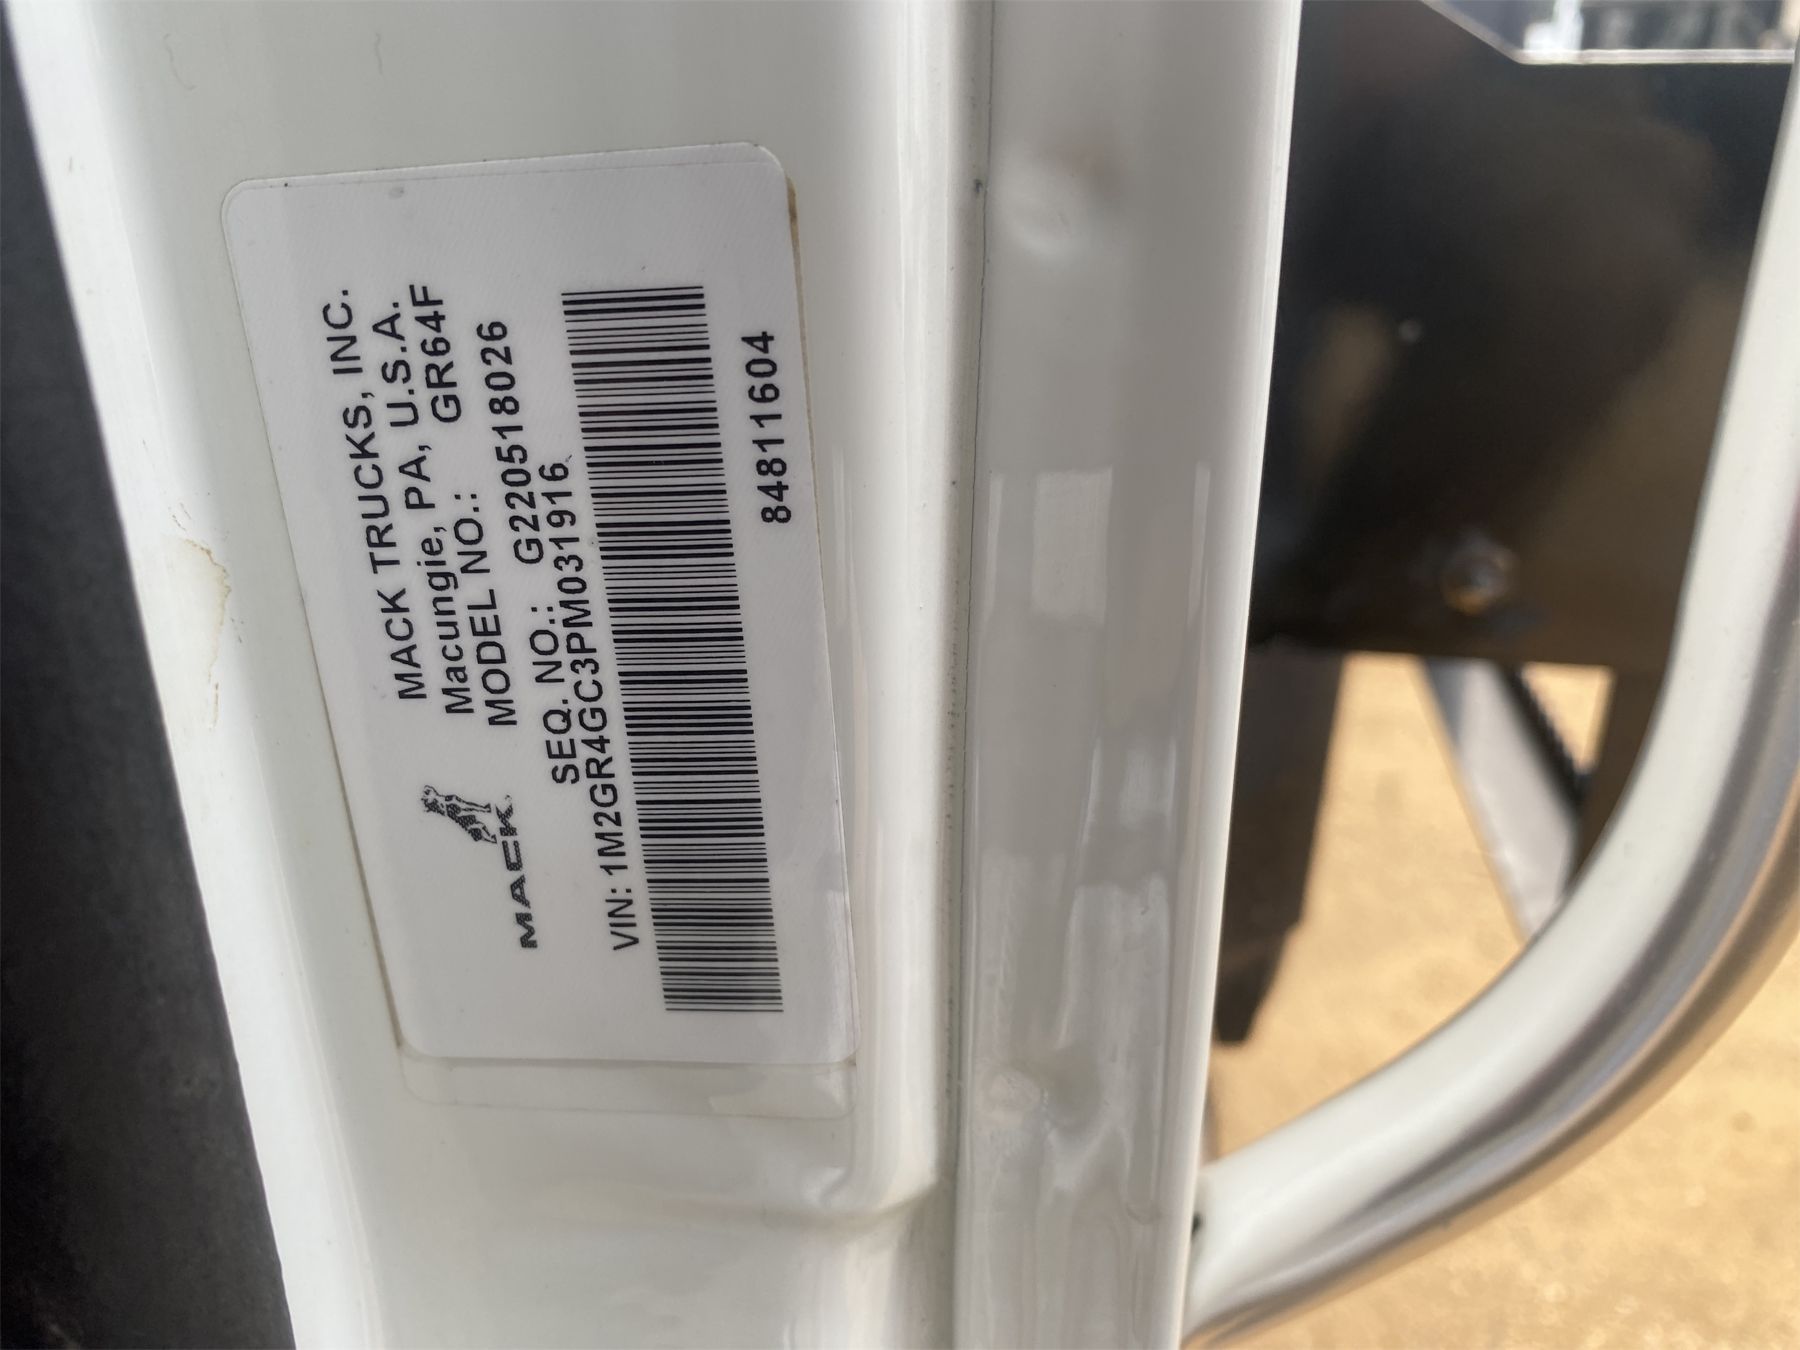 MACK TRUCKS, INC.
Macungie, PA, U.S.A.
MODEL NO.: GR64F
MACK
SEQ. NO.: G220518026
VIN: 1M2GR4GC3PM031916
84811604